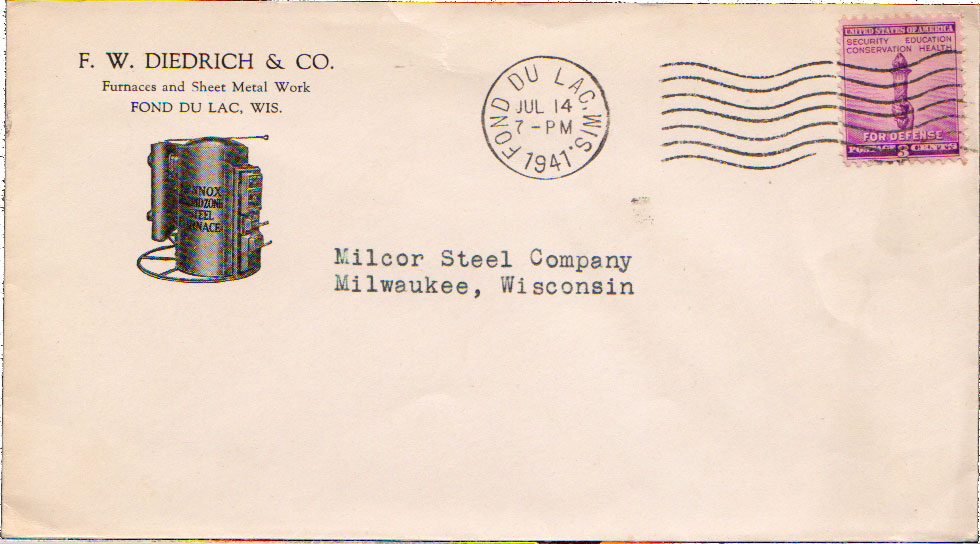 F. W. DIEDRICH & CO.
Furnaces and Sheet Metal Work
FOND DU LAC, WIS.
STEEL
FURNACE
FOND DU LAC, WIS.
JUL 14
7-PM
1941.
UNITED STATES OF AMERICA
SECURITY EDUCATION
CONSERVATION HEALTH
FOR DEFENSE
POSTAGE 3 CENTS
Milcor Steel Company
Milwaukee, Wisconsin